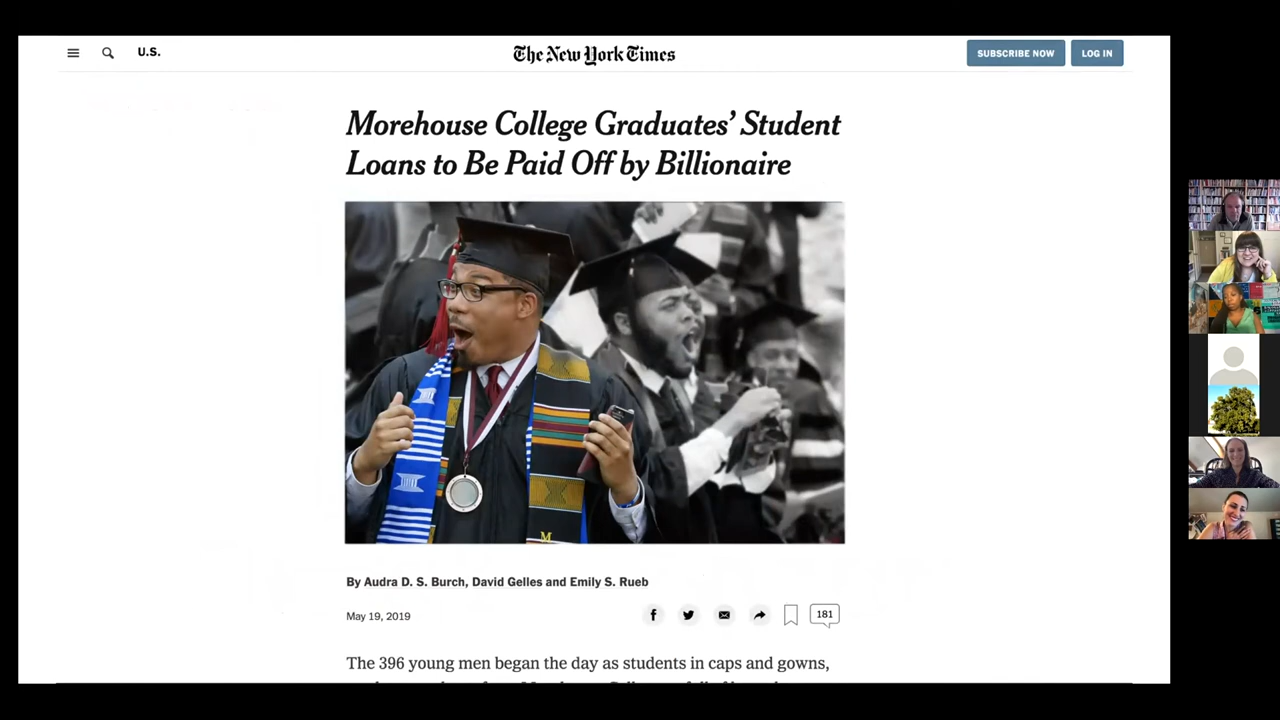 U.S.
The New York Times
SUBSCRIBE NOW
LOG IN
Morehouse College Graduates’ Student
Loans to Be Paid Off by Billionaire
M
By Audra D. S. Burch, David Gelles and Emily S. Rueb
May 19, 2019
181
The 396 young men began the day as students in caps and gowns,